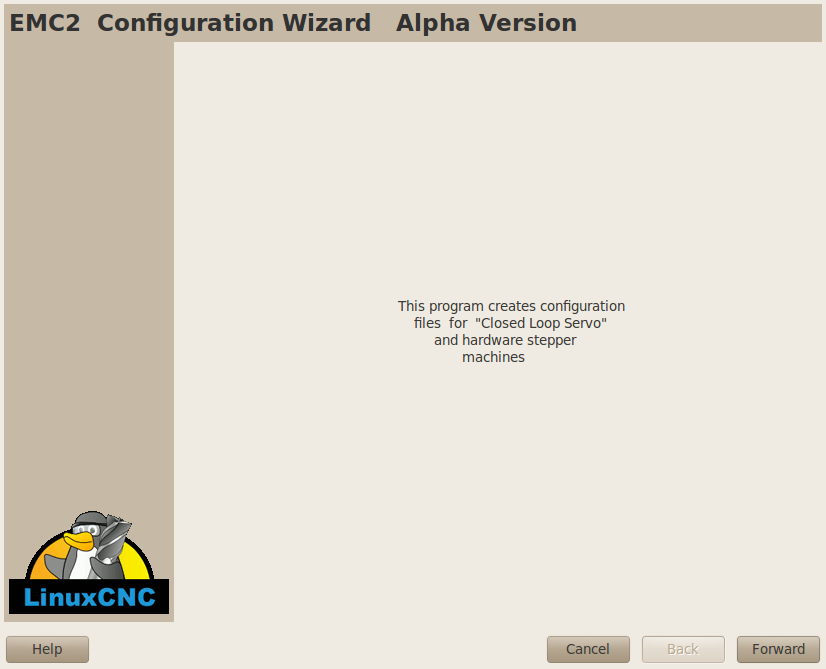 EMC2  Configuration Wizard   Alpha Version
This program creates configuration
files  for  "Closed Loop Servo"
and hardware stepper
machines
LinuxCNC
Help
Cancel
Back
Forward